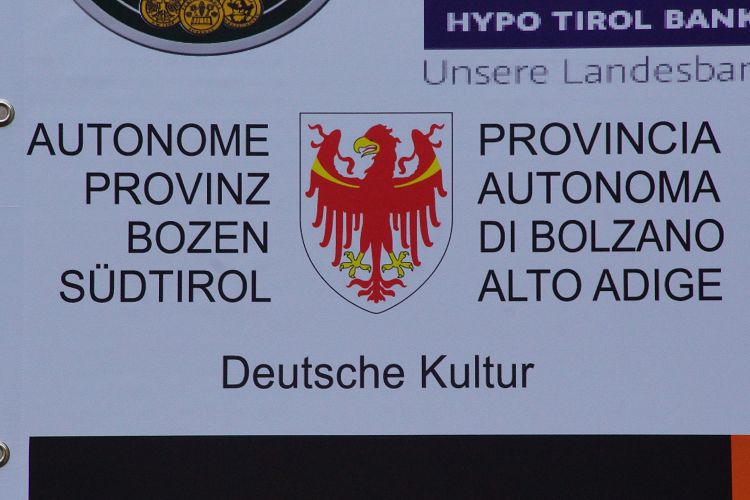 HYPO TIROL BANK
Unsere Landesban
AUTONOME
PROVINZ
BOZEN
SÜDTIROL
PROVINCIA
AUTONOMA
DI BOLZANO
ALTO ADIGE
Deutsche Kultur